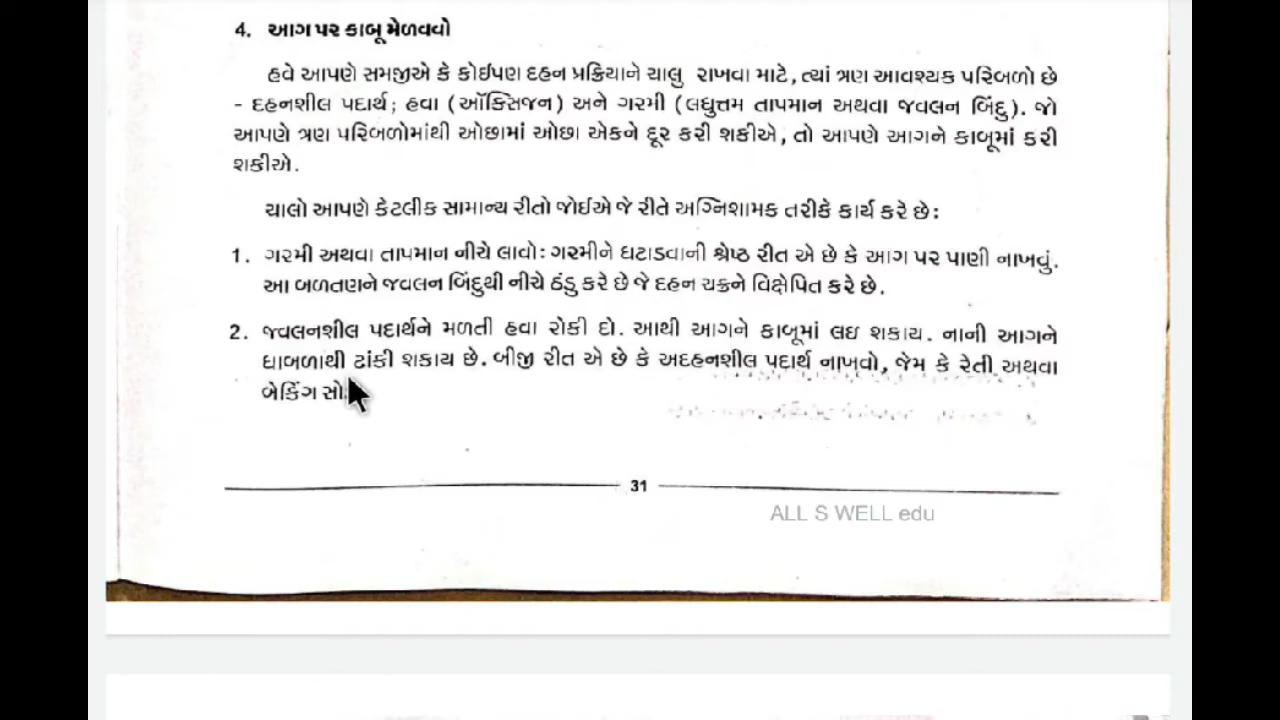 4. આગ પર કાબૂ મેળવવો
હવે આપણે સમજીએ કે કોઈપણ દહન પ્રક્રિયાને ચાલુ રાખવા માટે, ત્યાં ત્રણ આવશ્યક પરિબળો છે
- દહનશીલ પદાર્થ; હવા (ઑક્સિજન) અને ગરમી (લઘુત્તમ તાપમાન અથવા જવલન બિંદુ). જો
આપણે ત્રણ પરિબળોમાંથી ઓછામાં ઓછા એકને દૂર કરી શકીએ, તો આપણે આગને કાબૂમાં કરી
શકીએ.
ચાલો આપણે કેટલીક સામાન્ય રીતો જોઈએ જે રીતે અગ્નિશામક તરીકે કાર્ય કરે છે:
1. ગરમી અથવા તાપમાન નીચે લાવો: ગરમીને ઘટાડવાની શ્રેષ્ઠ રીત એ છે કે આગ પર પાણી નાખવું.
આ બળતણને જવલન બિંદુથી નીચે ઠંડુ કરે છે જે દહન ચક્રને વિક્ષેપિત કરે છે.
2. જવલનશીલ પદાર્થને મળતી હવા રોકી દો. આથી આગને કાબૂમાં લઇ શકાય. નાની આગને
ધાબળાથી ઢાંકી શકાય છે. બીજી રીત એ છે કે અદહનશીલ પદાર્થ નાખવો, જેમ કે રેતી અથવા
બેકિંગ
31
ALL S WELL edu